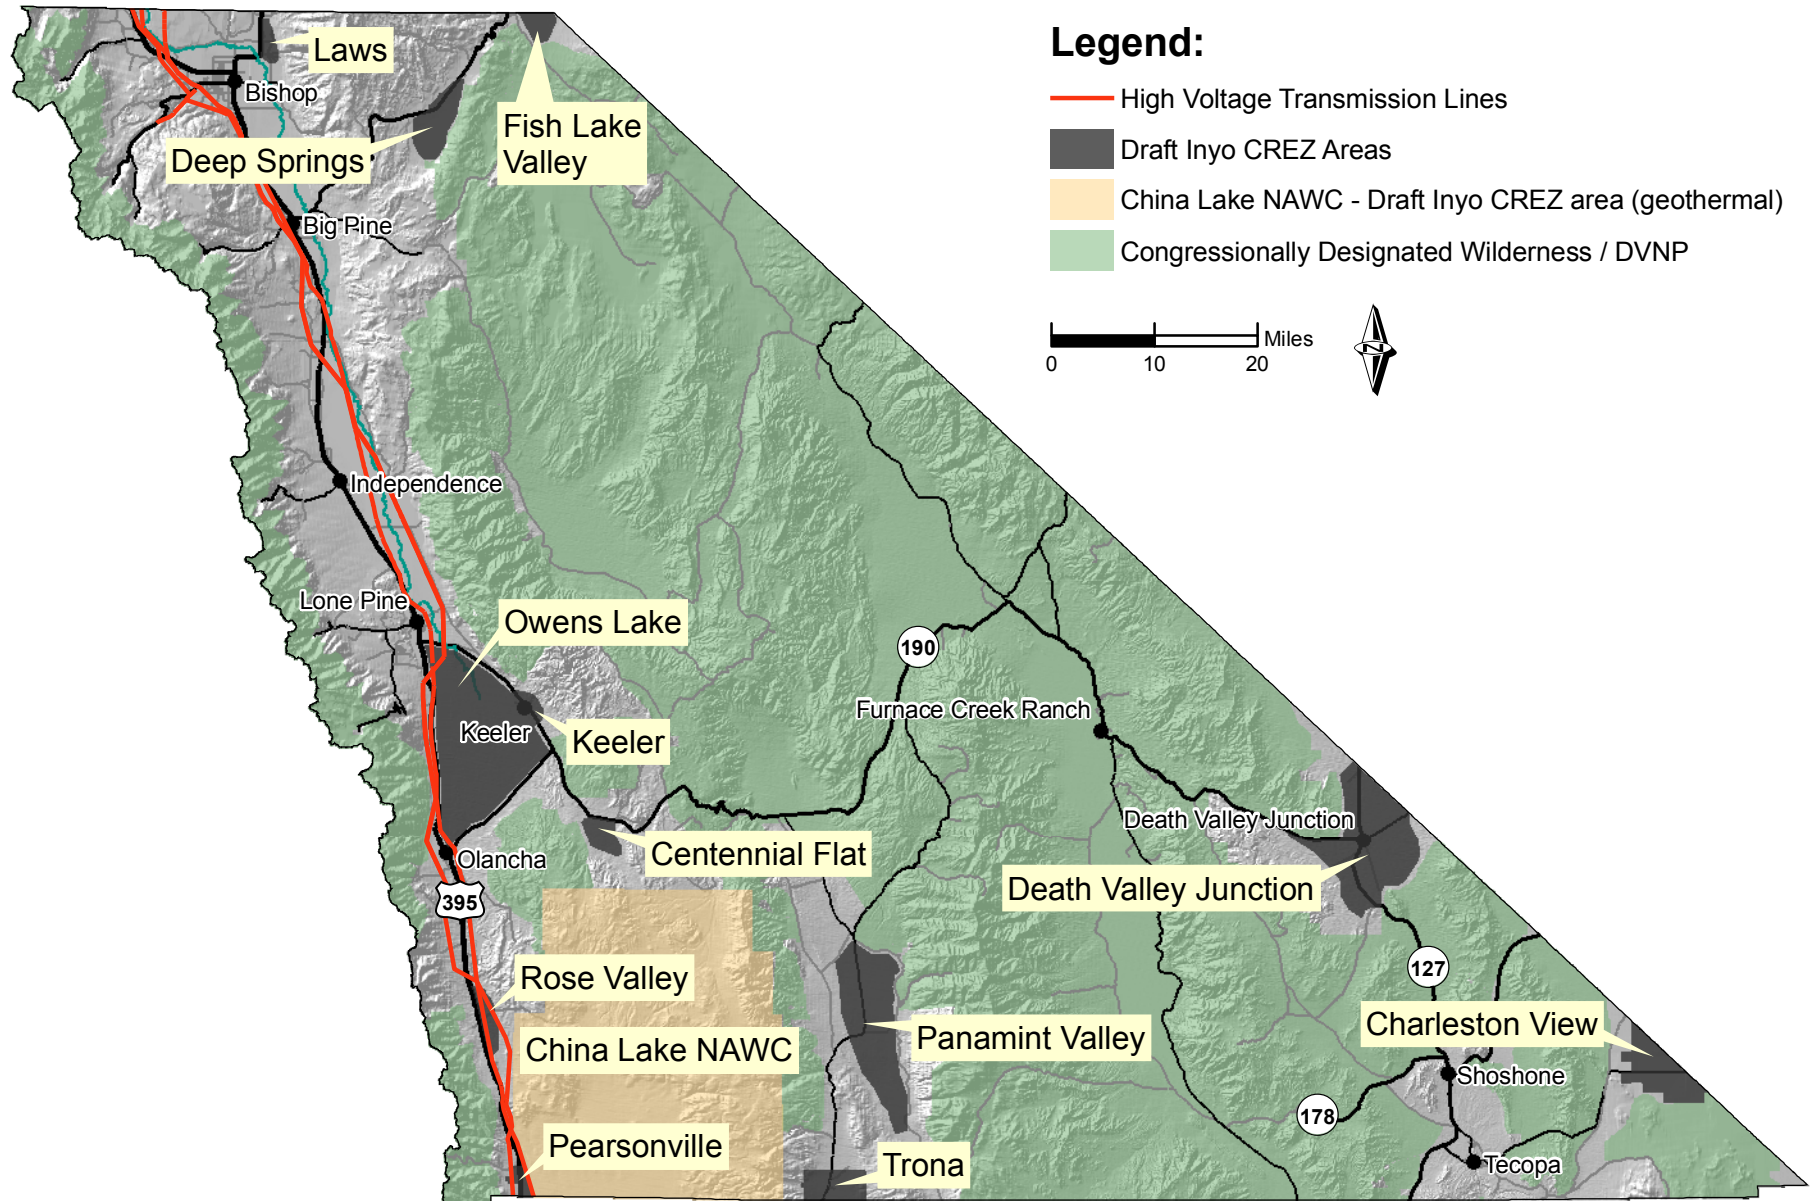 Legend:
High Voltage Transmission Lines
Draft Inyo CREZ Areas
China Lake NAWC - Draft Inyo CREZ area (geothermal)
Congressionally Designated Wilderness / DVNP
Miles
0 10 20
N
Laws
Bishop
Fish Lake
Valley
Deep Springs
Big Pine
Independence
Lone Pine
Owens Lake
190
Furnace Creek Ranch
Keeler
Keeler
Death Valley Junction
Centennial Flat
Olancha
Death Valley Junction
395
Rose Valley
127
Charleston View
Panamint Valley
China Lake NAWC
Shoshone
178
Pearsonville
Trona
Tecopa